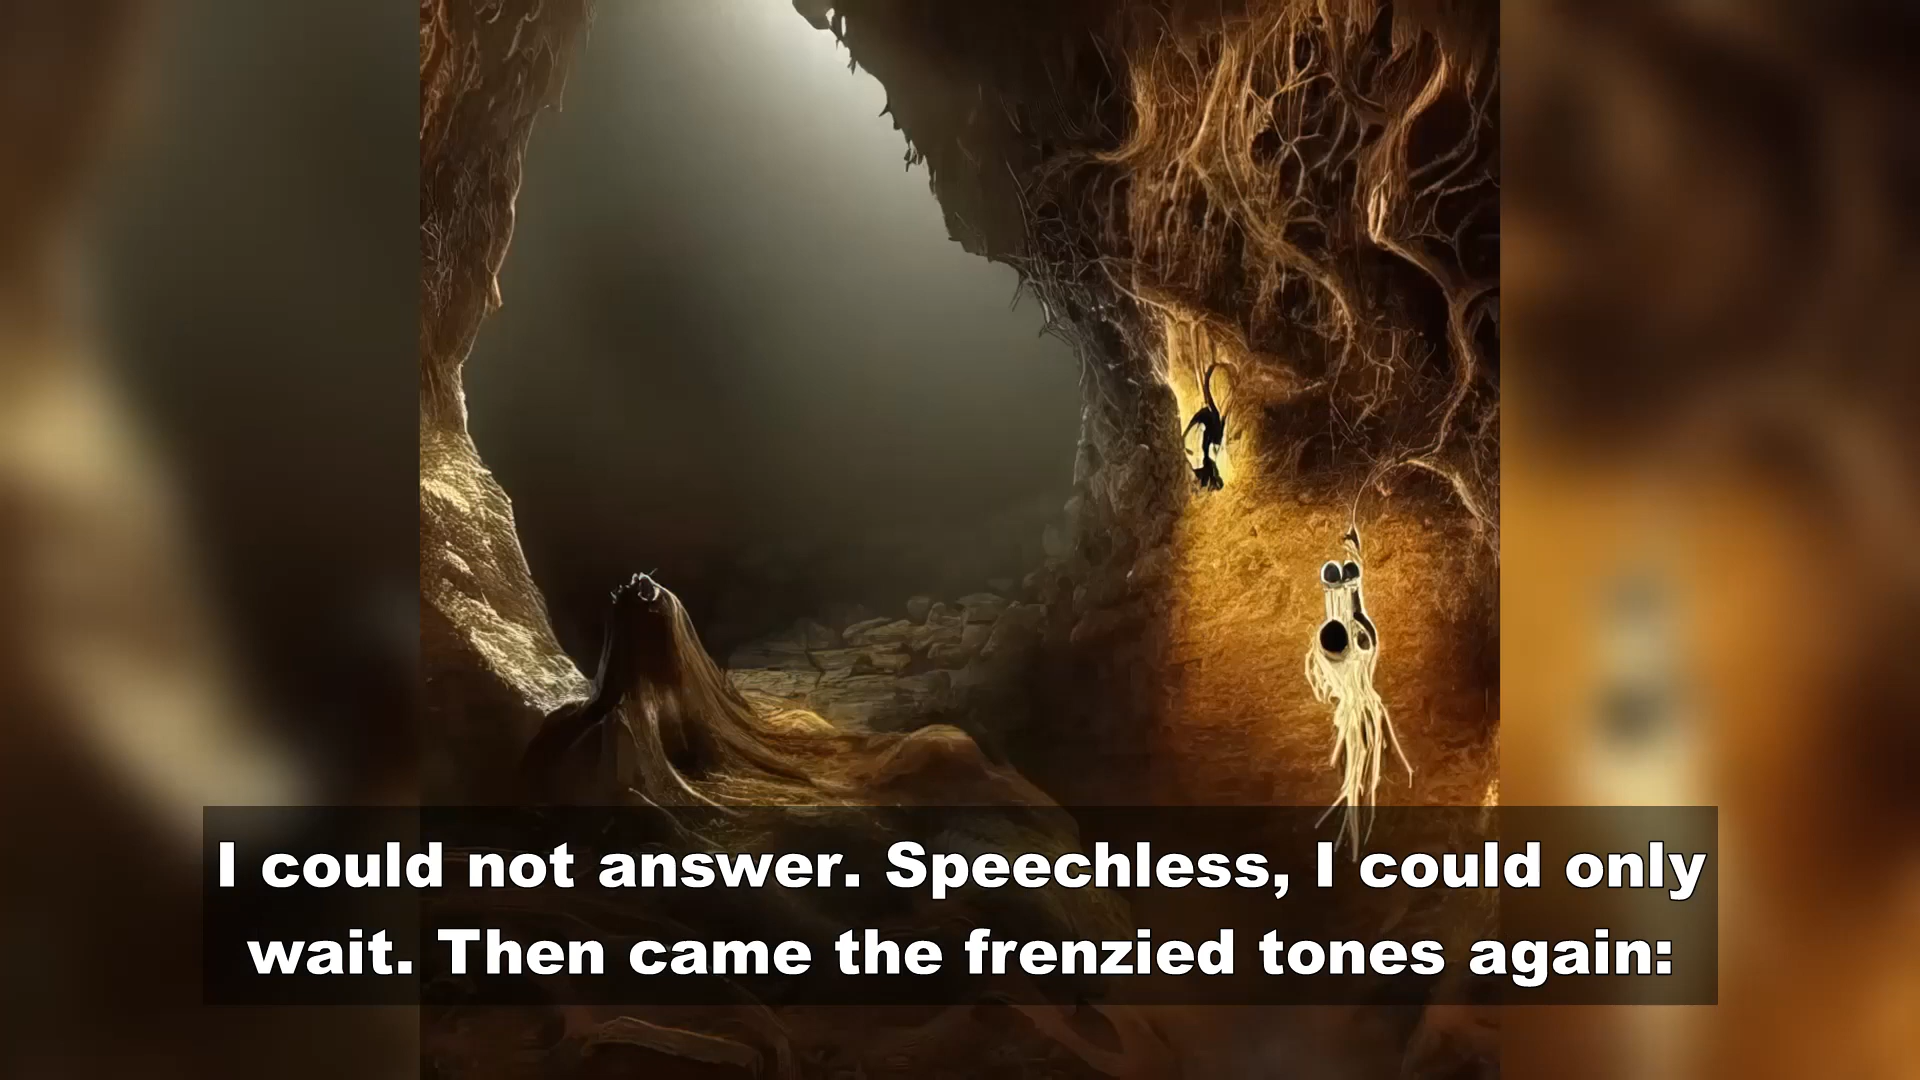 I could not answer. Speechless, I could only
wait. Then came the frenzied tones again: